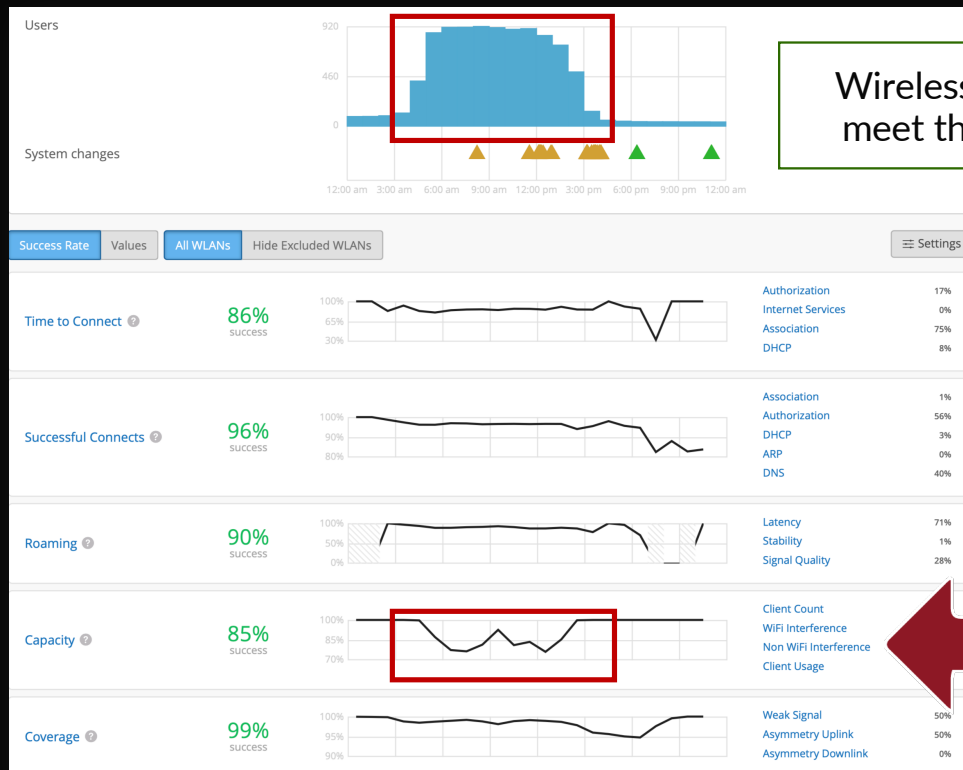 Users
920
460
0
Wireless
meet th
System changes
12:00 am 3:00 am 6:00 am 9:00 am 12:00 pm 3:00 pm 6:00 pm 9:00 pm 12:00 am
Success Rate Values All WLANs Hide Excluded WLANs Settings
Time to Connect ?
86%
success
100%
65%
30%
Authorization 17%
Internet Services 0%
Association 75%
DHCP 8%
Successful Connects ?
96%
success
100%
90%
80%
Association 1%
Authorization 56%
DHCP 3%
ARP 0%
DNS 40%
Roaming ?
90%
success
100%
50%
0%
Latency 71%
Stability 1%
Signal Quality 28%
Capacity ?
85%
success
100%
85%
70%
Client Count
WiFi Interference
Non WiFi Interference
Client Usage
Coverage ?
99%
success
100%
95%
90%
Weak Signal 50%
Asymmetry Uplink 50%
Asymmetry Downlink 0%